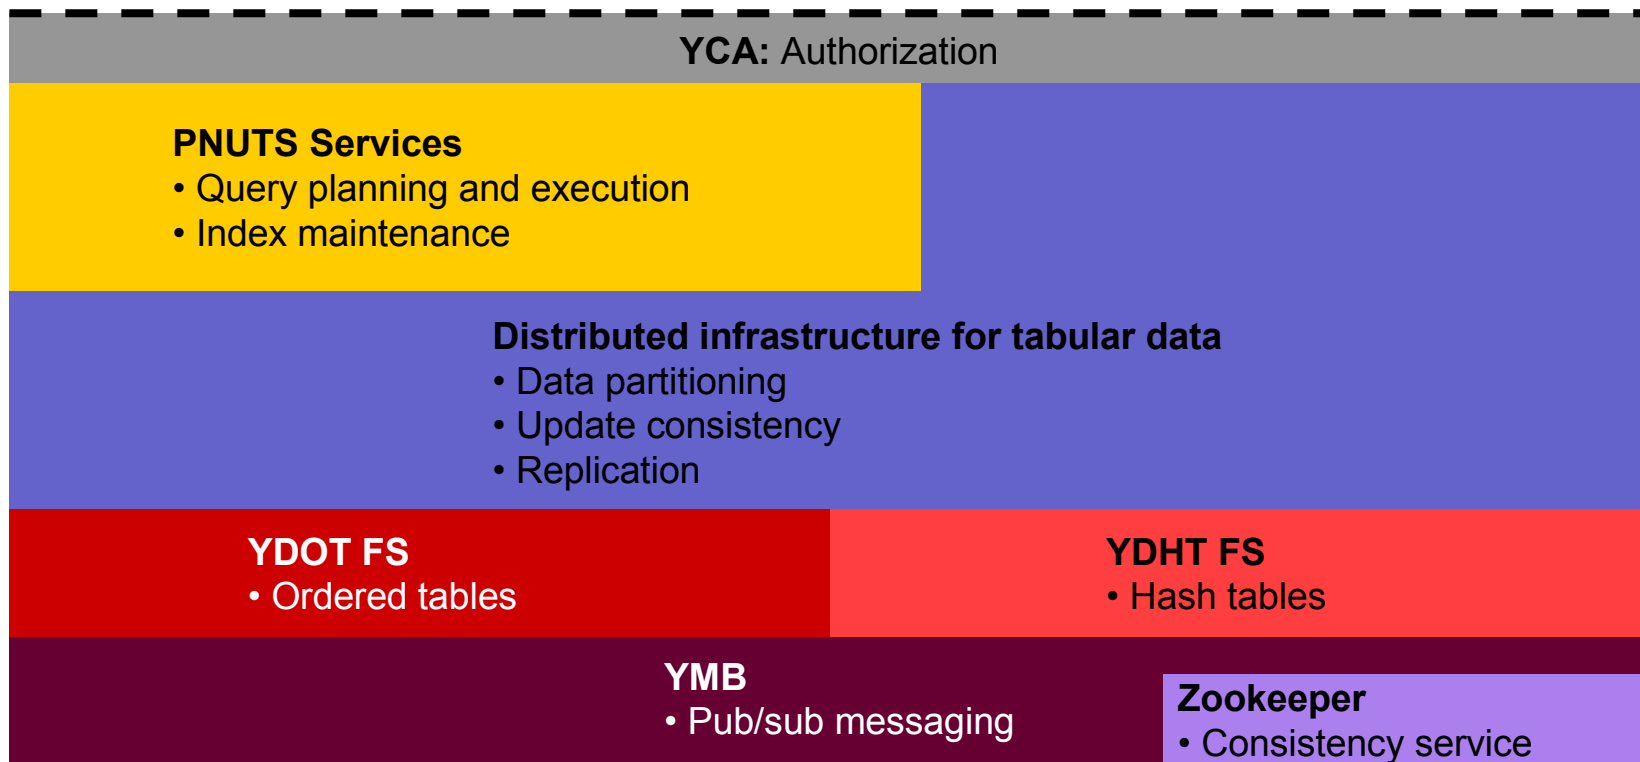 YCA: Authorization
PNUTS Services
• Query planning and execution
• Index maintenance
Distributed infrastructure for tabular data
• Data partitioning
• Update consistency
• Replication
YDOT FS
• Ordered tables
YDHT FS
• Hash tables
YMB
• Pub/sub messaging
Zookeeper
• Consistency service